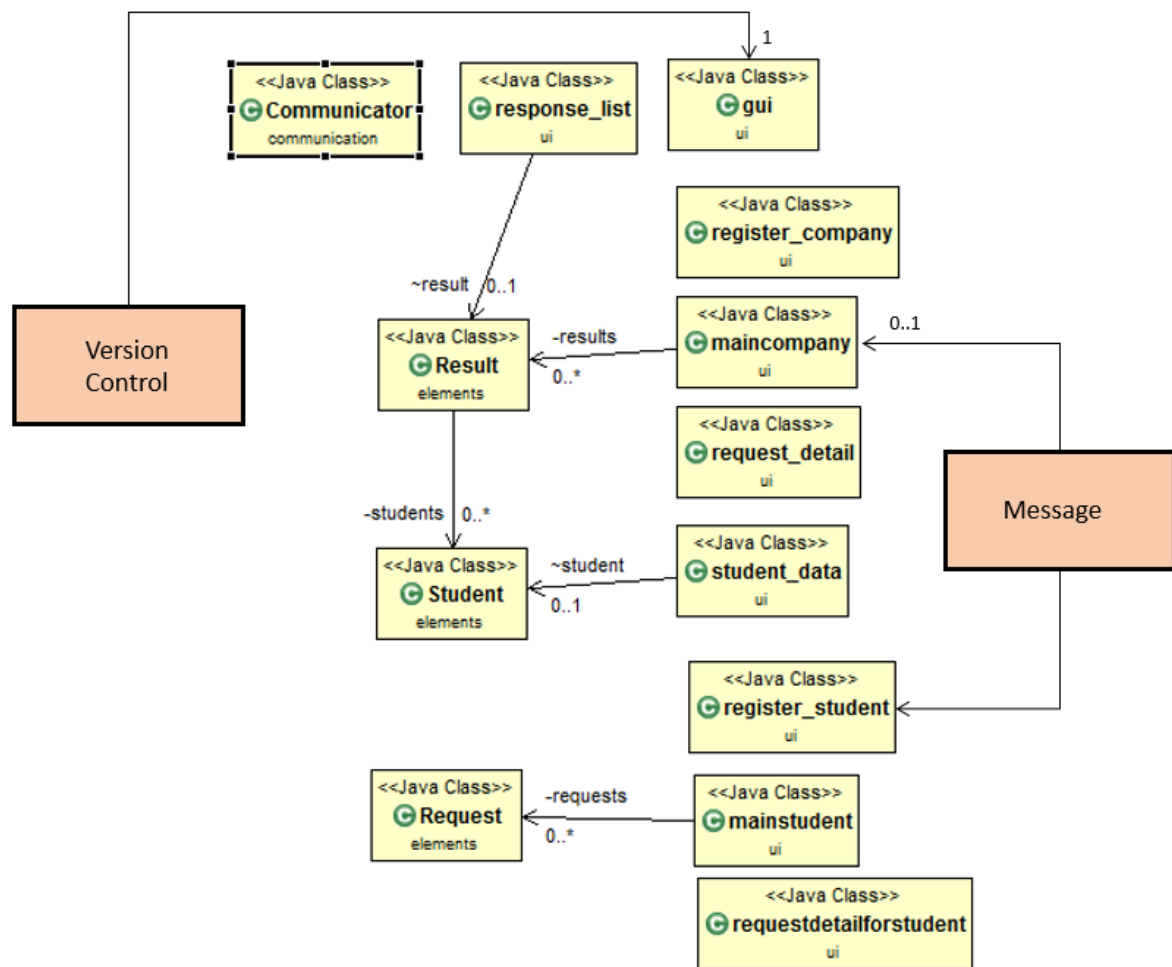 1
<<Java Class>>
Communicator
communication
<<Java Class>>
response_list
ui
<<Java Class>>
gui
ui
<<Java Class>>
register_company
ui
~result 0..1
Version
Control
<<Java Class>>
Result
elements
-results
0..*
<<Java Class>>
maincompany
ui
0..1
<<Java Class>>
request_detail
ui
Message
-students 0..*
<<Java Class>>
Student
elements
~student
0..1
<<Java Class>>
student_data
ui
<<Java Class>>
register_student
ui
<<Java Class>>
Request
elements
-requests
0..*
<<Java Class>>
mainstudent
ui
<<Java Class>>
requestdetailforstudent
ui